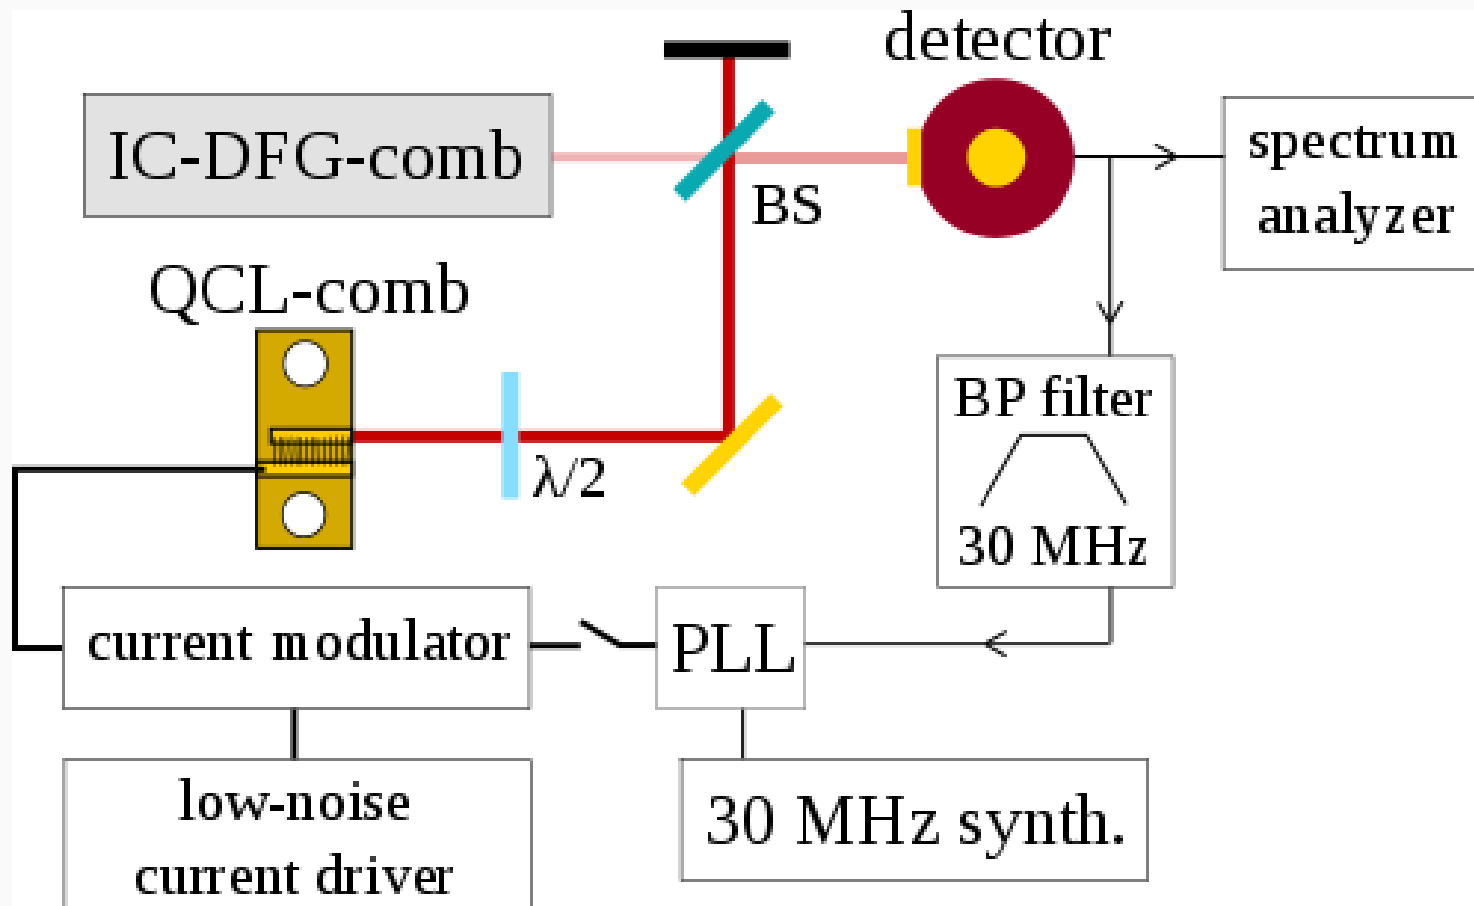 detector
IC-DFG-comb
spectrum
analyzer
BS
QCL-comb
λ/2
BP filter
30 MHz
current modulator
PLL
low-noise
current driver
30 MHz synth.